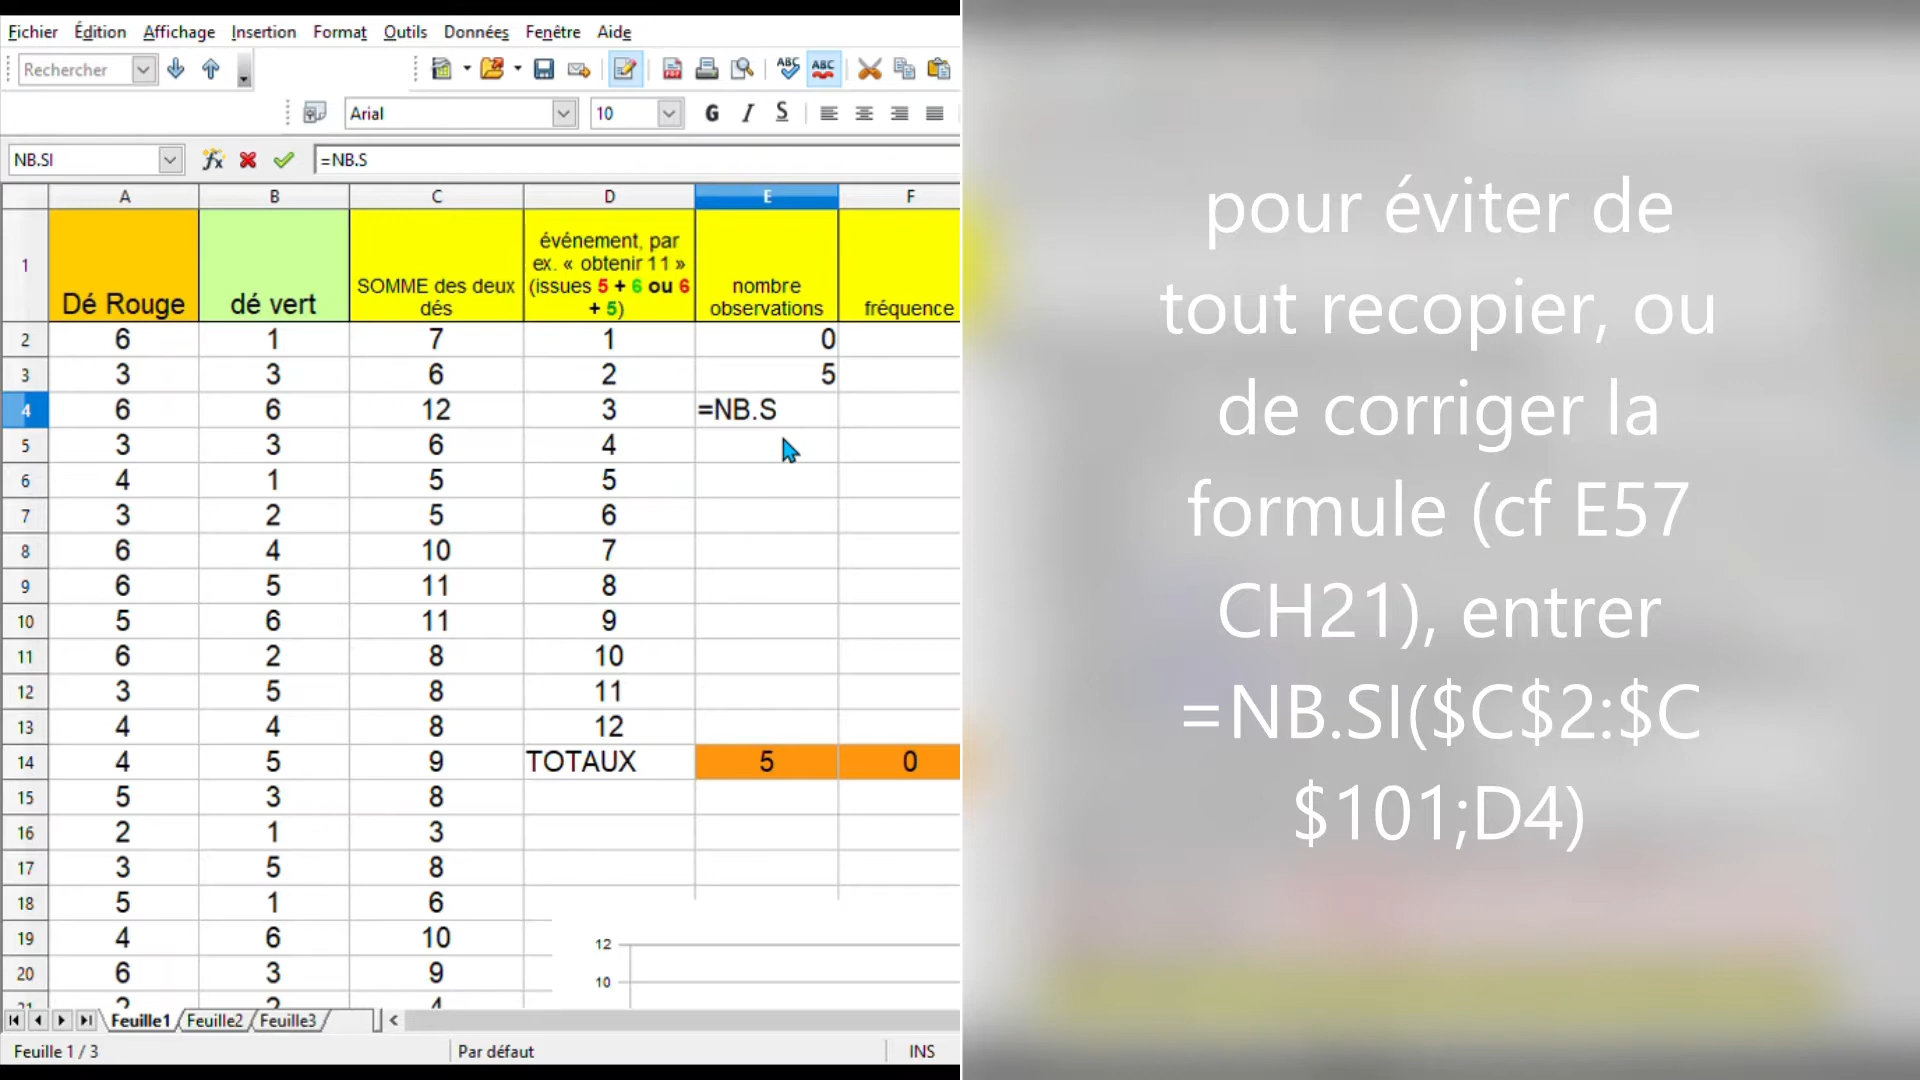 Fichier Édition Affichage Insertion Format Outils Données Fenêtre Aide
Rechercher
Arial 10 G I S
NB.SI =NB.S
A B C D E F
1 Dé Rouge dé vert SOMME des deux dés événement, par ex. « obtenir 11 » (issues 5 + 6 ou 6 + 5) nombre observations fréquence
2 6 1 7 1 0
3 3 3 6 2 5
4 6 6 12 3 =NB.S
5 3 3 6 4
6 4 1 5 5
7 3 2 5 6
8 6 4 10 7
9 6 5 11 8
10 5 6 11 9
11 6 2 8 10
12 3 5 8 11
13 4 4 8 12
14 4 5 9 TOTAUX 5 0
15 5 3 8
16 2 1 3
17 3 5 8
18 5 1 6
19 4 6 10
20 6 3 9
21 2 2 4
12
10
Feuille1 Feuille2 Feuille3
Feuille 1 / 3 Par défaut INS
pour éviter de
tout recopier, ou
de corriger la
formule (cf E57
CH21), entrer
=NB.SI($C$2:$C
$101;D4)